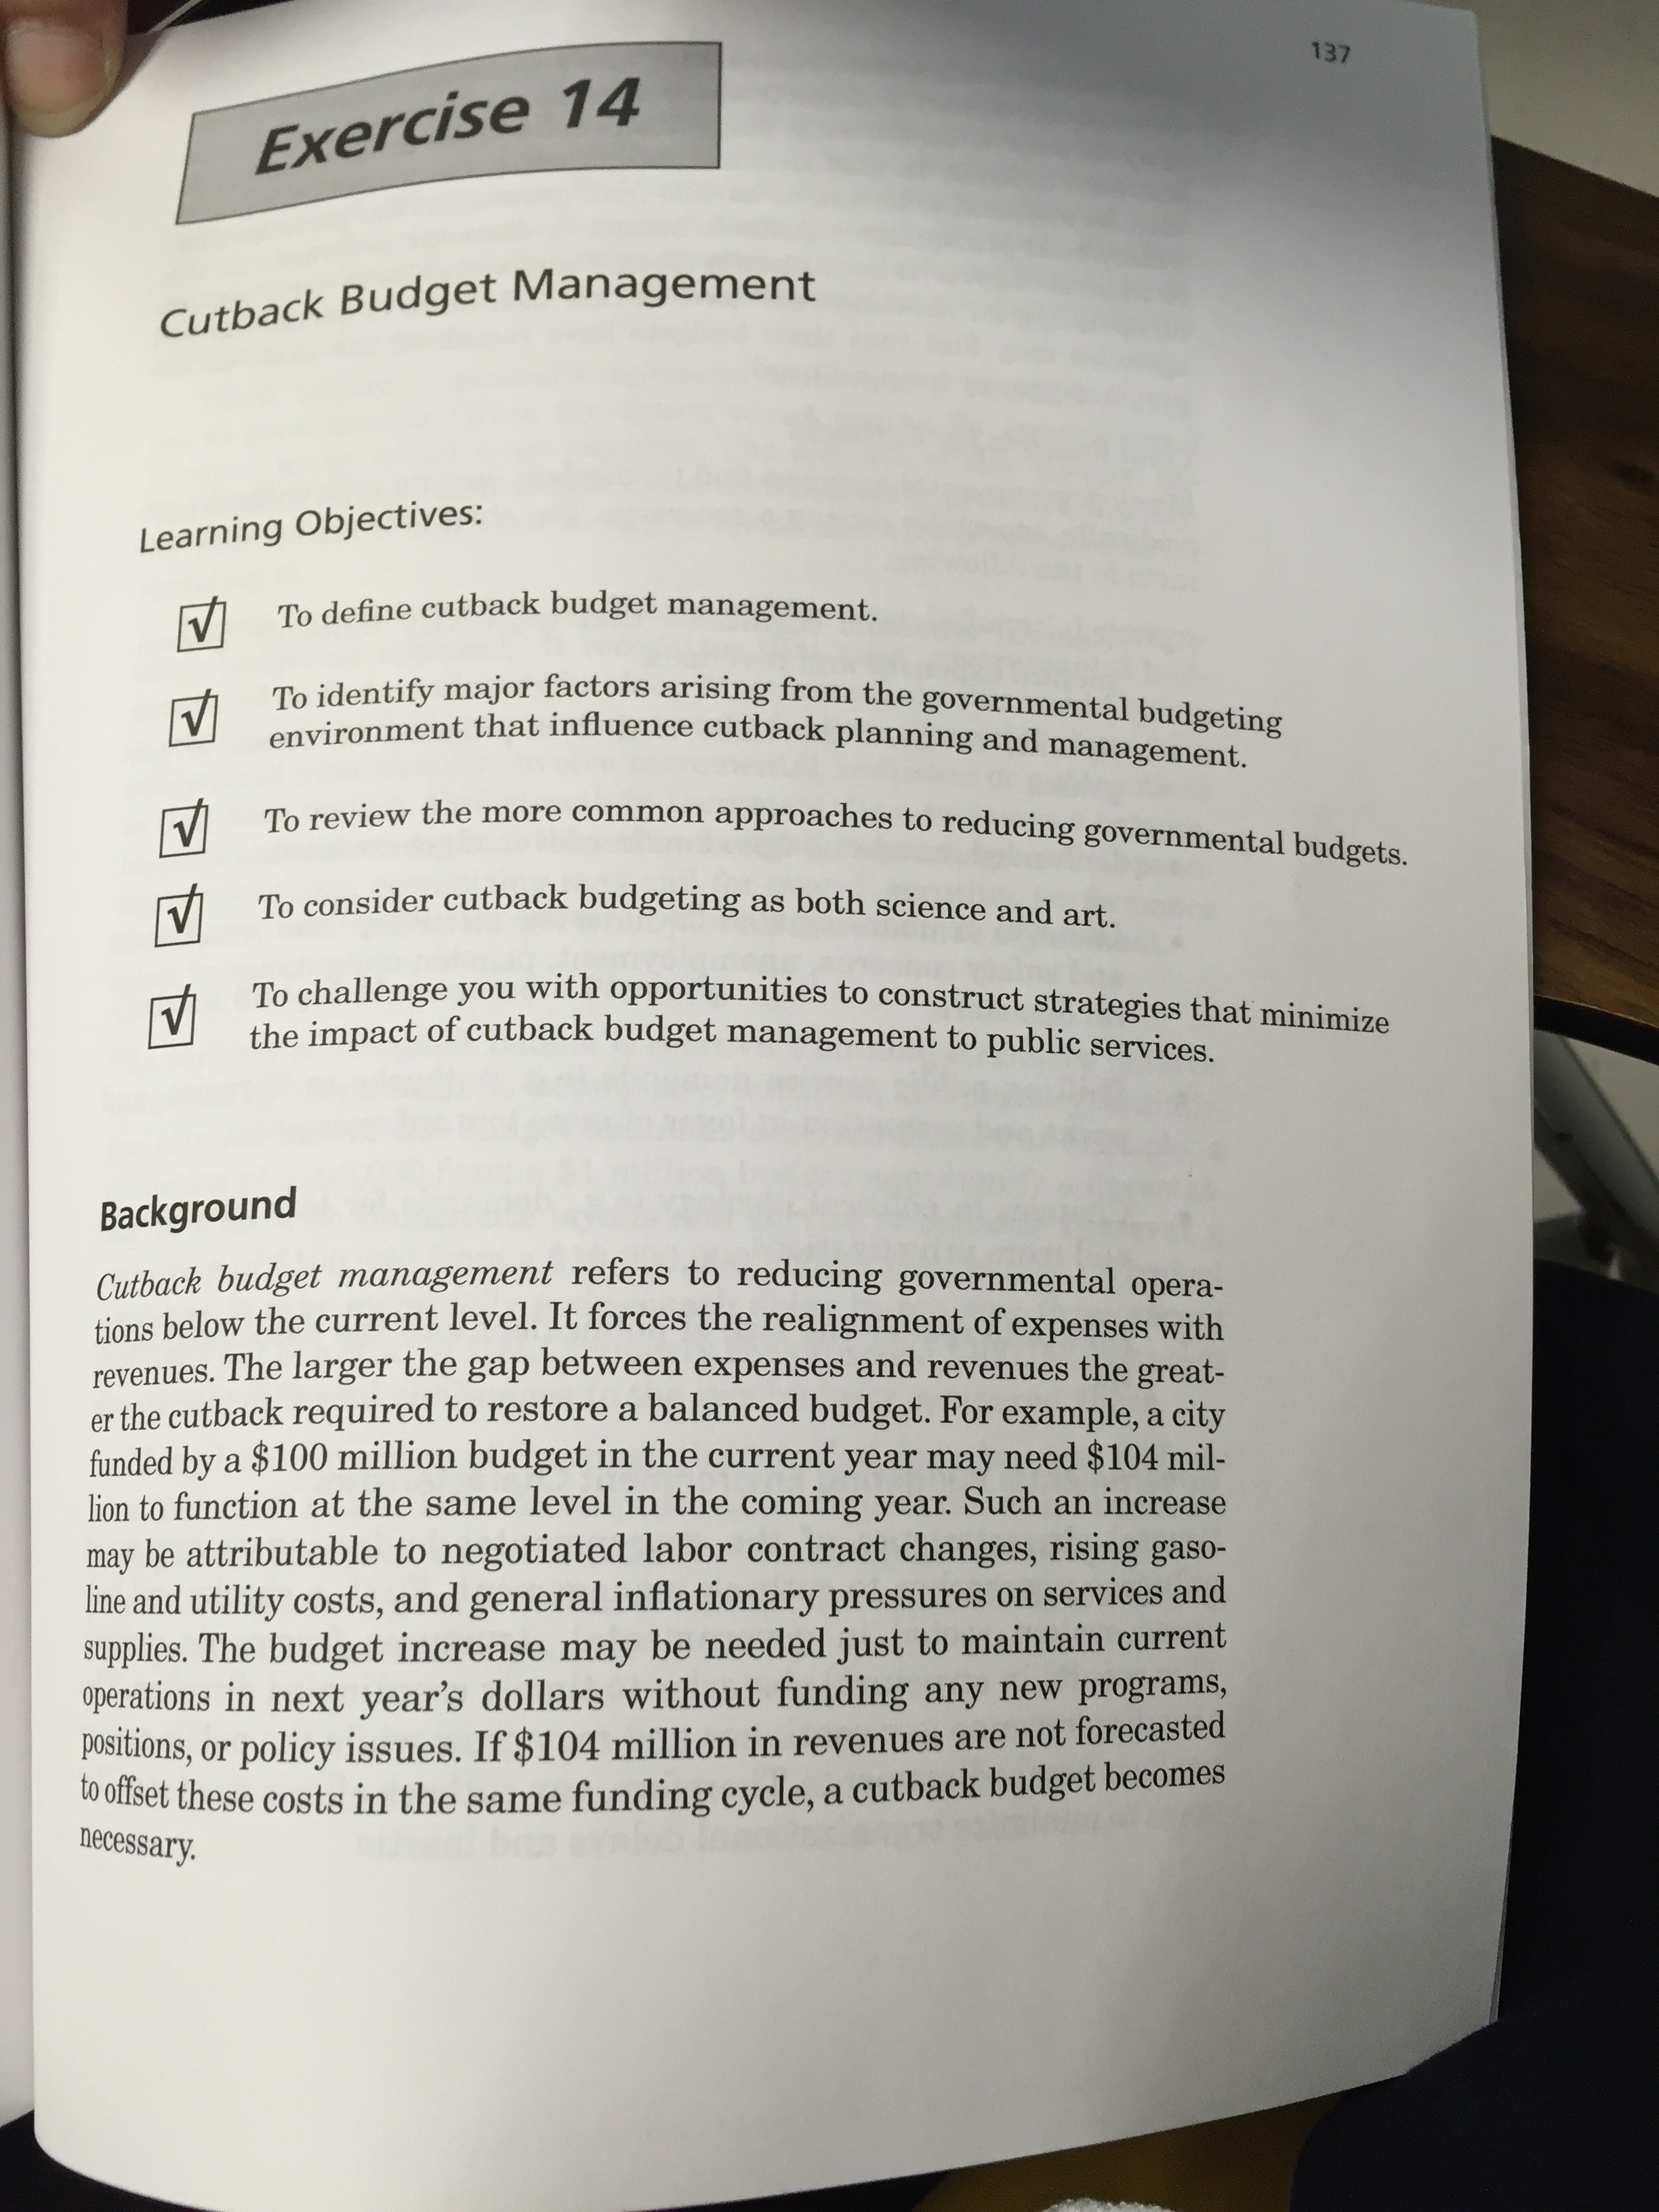 137
Exercise 14
Cutback Budget Management
Learning Objectives:
To define cutback budget management.
To identify major factors arising from the governmental budgeting
environment that influence cutback planning and management.
To review the more common approaches to reducing governmental budgets.
To consider cutback budgeting as both science and art.
To challenge you with opportunities to construct strategies that minimize
the impact of cutback budget management to public services.
Background
Cutback budget management refers to reducing governmental opera-
tions below the current level. It forces the realignment of expenses with
revenues. The larger the gap between expenses and revenues the great-
er the cutback required to restore a balanced budget. For example, a city
funded by a $100 million budget in the current year may need $104 mil-
lion to function at the same level in the coming year. Such an increase
may be attributable to negotiated labor contract changes, rising gaso-
line and utility costs, and general inflationary pressures on services and
supplies. The budget increase may be needed just to maintain current
operations in next year's dollars without funding any new programs,
positions, or policy issues. If $104 million in revenues are not forecasted
to offset these costs in the same funding cycle, a cutback budget becomes
necessary.